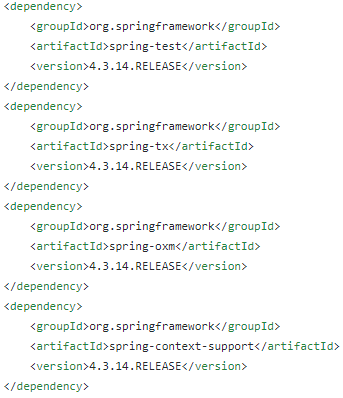 <dependency>
    <groupId>org.springframework</groupId>
    <artifactId>spring-test</artifactId>
    <version>4.3.14.RELEASE</version>
</dependency>
<dependency>
    <groupId>org.springframework</groupId>
    <artifactId>spring-tx</artifactId>
    <version>4.3.14.RELEASE</version>
</dependency>
<dependency>
    <groupId>org.springframework</groupId>
    <artifactId>spring-oxm</artifactId>
    <version>4.3.14.RELEASE</version>
</dependency>
<dependency>
    <groupId>org.springframework</groupId>
    <artifactId>spring-context-support</artifactId>
    <version>4.3.14.RELEASE</version>
</dependency>